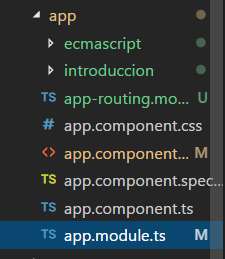 app
ecmascript
introduccion
TS app-routing.mo... U
# app.component.css
<> app.component... M
TS app.component.spec...
TS app.component.ts
TS app.module.ts M